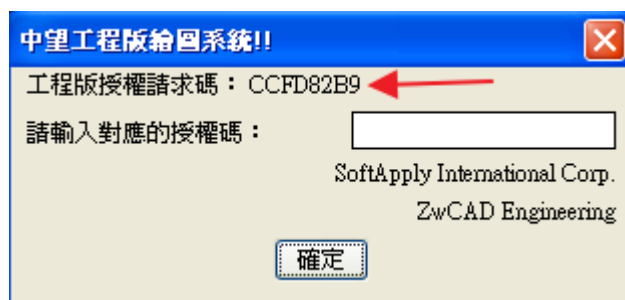 中望工程版繪圖系統!!
工程版授權請求碼：CCFD82B9
請輸入對應的授權碼：
SoftApply International Corp.
ZwCAD Engineering
確定